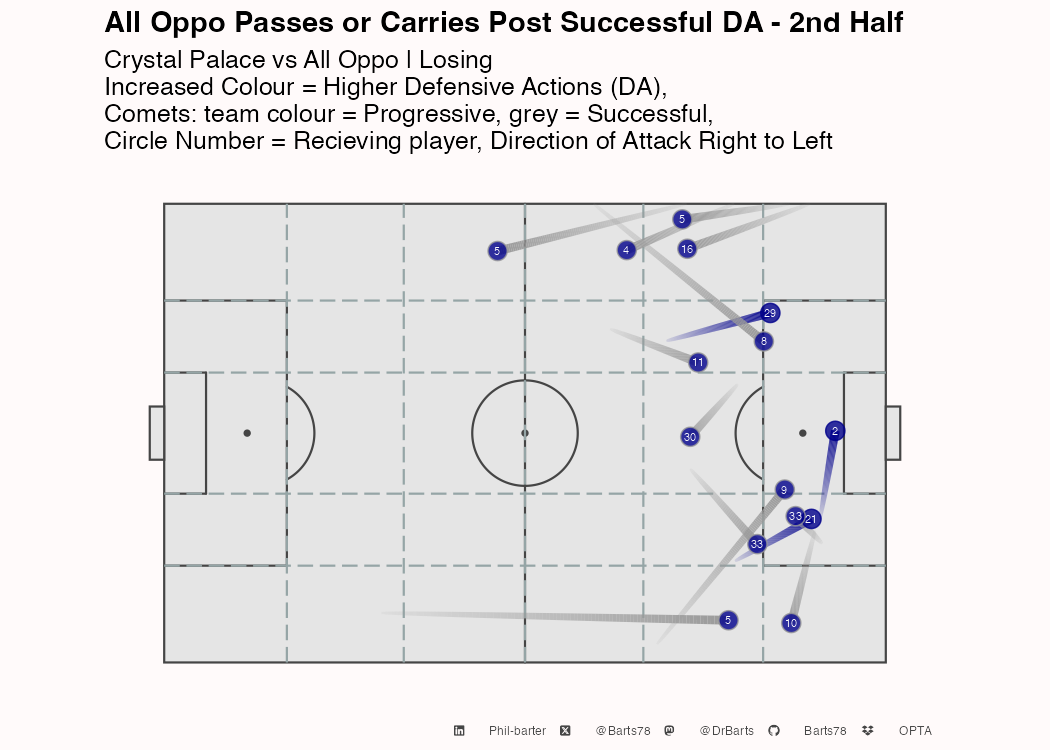 All Oppo Passes or Carries Post Successful DA - 2nd Half
Crystal Palace vs All Oppo | Losing
Increased Colour = Higher Defensive Actions (DA),
Comets: team colour = Progressive, grey = Successful,
Circle Number = Recieving player, Direction of Attack Right to Left
5
5
4
16
29
8
11
2
30
9
33
21
33
5
10
Phil-barter @Barts78 @DrBarts Barts78 OPTA